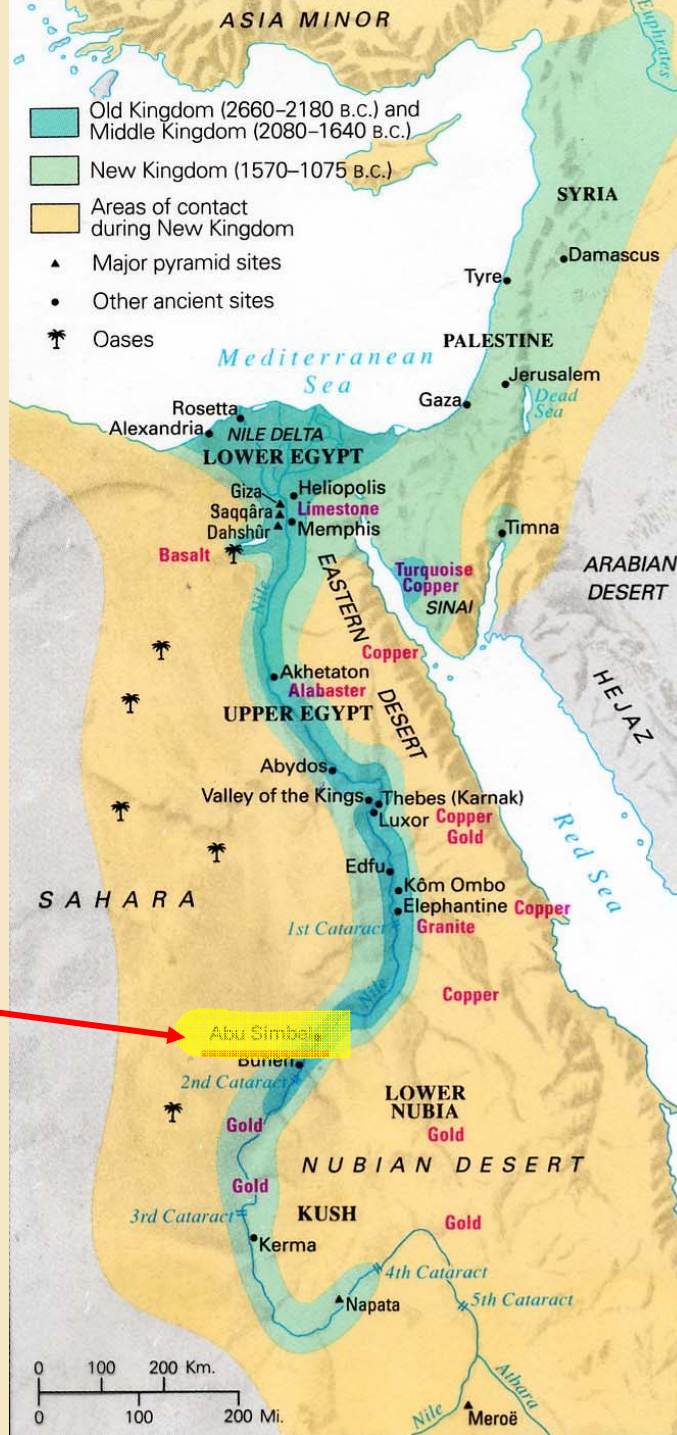 ASIA MINOR
Euphrates
Old Kingdom (2660–2180 B.C.) and
Middle Kingdom (2080–1640 B.C.)
New Kingdom (1570–1075 B.C.)
Areas of contact
during New Kingdom
Major pyramid sites
Other ancient sites
Oases
SYRIA
Damascus
Tyre
PALESTINE
Mediterranean
Sea
Jerusalem
Gaza
Dead
Sea
Rosetta
Alexandria
NILE DELTA
LOWER EGYPT
Giza
Heliopolis
Saqqâra
Limestone
Dahshûr
Memphis
Timna
Basalt
Nile
EASTERN
DESERT
Turquoise
Copper
SINAI
ARABIAN
DESERT
Copper
HEJAZ
Akhetaton
Alabaster
UPPER EGYPT
Abydos
Valley of the Kings
Thebes (Karnak)
Luxor
Copper
Gold
Red Sea
Edfu
SAHARA
Kôm Ombo
Elephantine
Copper
1st Cataract
Granite
Nile
Copper
Abu Simbel
Buhen
2nd Cataract
LOWER
NUBIA
Gold
Gold
NUBIAN DESERT
Gold
3rd Cataract
KUSH
Gold
Kerma
4th Cataract
Napata
5th Cataract
0 100 200 Km.
0 100 200 Mi.
Nile
Atbara
Meroë